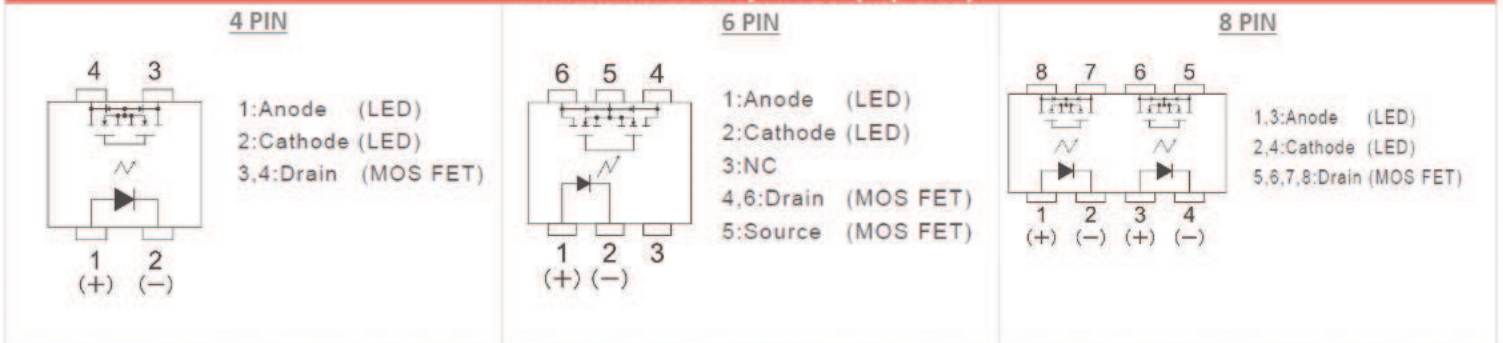 4 PIN
4 3
1:Anode (LED)
2:Cathode (LED)
3,4:Drain (MOS FET)
1 2
(+) (−)
6 PIN
6 5 4
1:Anode (LED)
2:Cathode (LED)
3:NC
4,6:Drain (MOS FET)
5:Source (MOS FET)
1 2 3
(+) (−)
8 PIN
8 7 6 5
1,3:Anode (LED)
2,4:Cathode (LED)
5,6,7,8:Drain (MOS FET)
1 2 3 4
(+) (−) (+) (−)